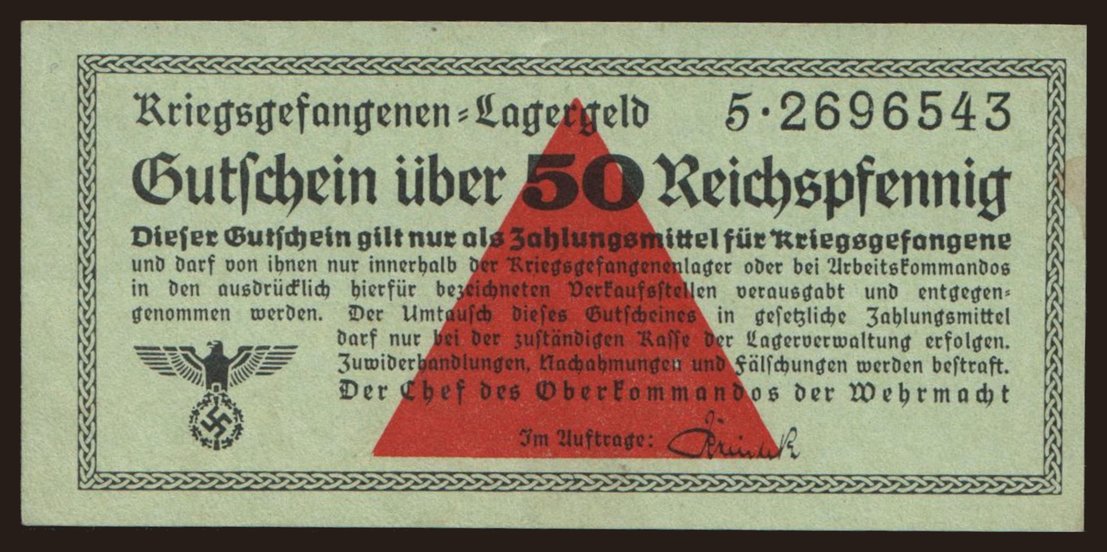 Kriegsgefangenen-Lagergeld 5·2696543
Gutschein über 50 Reichspfennig
Dieser Gutschein gilt nur als Zahlungsmittel für Kriegsgefangene
und darf von ihnen nur innerhalb der Kriegsgefangenenlager oder bei Arbeitskommandos
in den ausdrücklich hierfür bezeichneten Verkaufsstellen verausgabt und entgegen-
genommen werden. Der Umtausch dieses Gutscheines in gesetzliche Zahlungsmittel
darf nur bei der zuständigen Kasse der Lagerverwaltung erfolgen.
Zuwiderhandlungen, Nachahmungen und Fälschungen werden bestraft.
Der Chef des Oberkommandos der Wehrmacht
Im Auftrage: